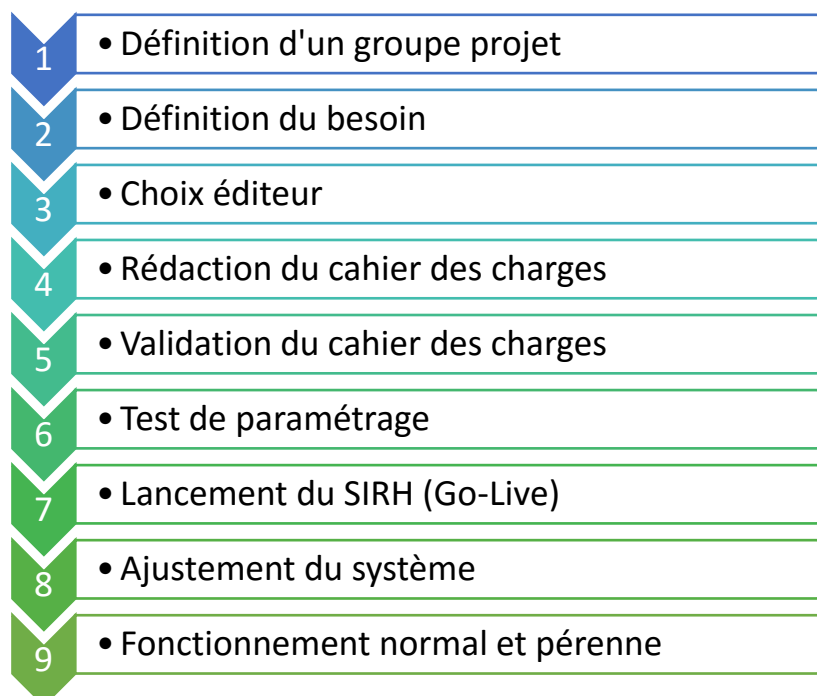 1 • Définition d'un groupe projet
2 • Définition du besoin
3 • Choix éditeur
4 • Rédaction du cahier des charges
5 • Validation du cahier des charges
6 • Test de paramétrage
7 • Lancement du SIRH (Go-Live)
8 • Ajustement du système
9 • Fonctionnement normal et pérenne